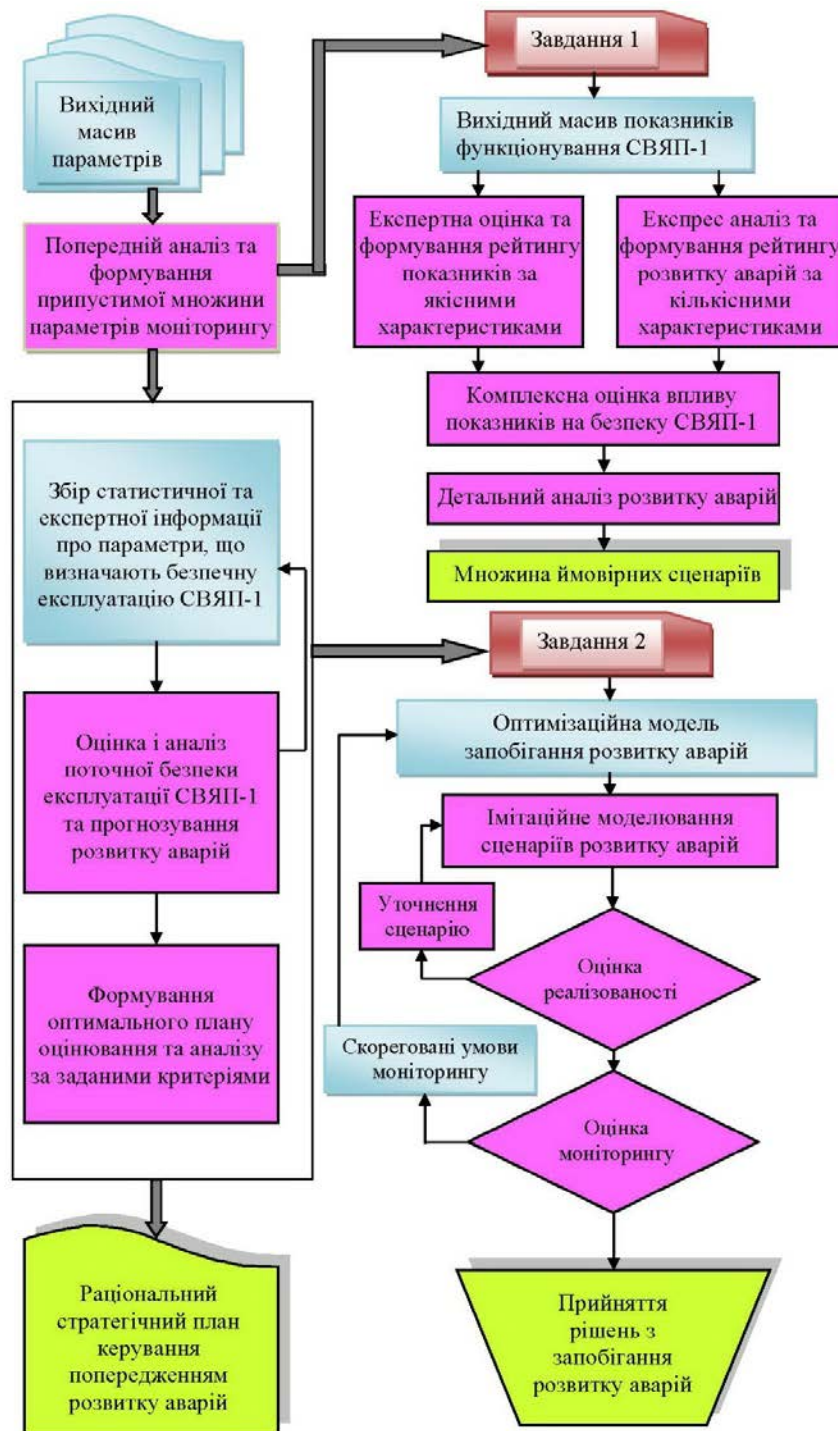 Вихідний
масив
параметрів
Попередній аналіз та
формування
припустимої множини
параметрів моніторингу
Завдання 1
Вихідний масив показників
функціонування СВЯП-1
Експертна оцінка та
формування рейтингу
показників за
якісними
характеристиками
Експрес аналіз та
формування рейтингу
розвитку аварій за
кількісними
характеристиками
Комплексна оцінка впливу
показників на безпеку СВЯП-1
Детальний аналіз розвитку аварій
Множина ймовірних сценаріїв
Збір статистичної та
експертної інформації
про параметри, що
визначають безпечну
експлуатацію СВЯП-1
Оцінка і аналіз
поточної безпеки
експлуатації СВЯП-1
та прогнозування
розвитку аварій
Формування
оптимального плану
оцінювання та аналізу
за заданими критеріями
Раціональний
стратегічний план
керування
попередженням
розвитку аварій
Завдання 2
Оптимізаційна модель
запобігання розвитку аварій
Імітаційне моделювання
сценаріїв розвитку аварій
Уточнення
сценарію
Оцінка
реалізованості
Скореговані умови
моніторингу
Оцінка
моніторингу
Прийняття
рішень з
запобігання
розвитку аварій